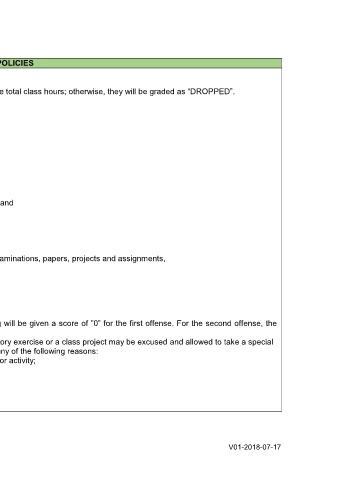 POLICIES
e total class hours; otherwise, they will be graded as "DROPPED".
and
aminations, papers, projects and assignments,
will be given a score of "0" for the first offense. For the second offense, the
ory exercise or a class project may be excused and allowed to take a special
ny of the following reasons:
or activity;
V01-2018-07-17